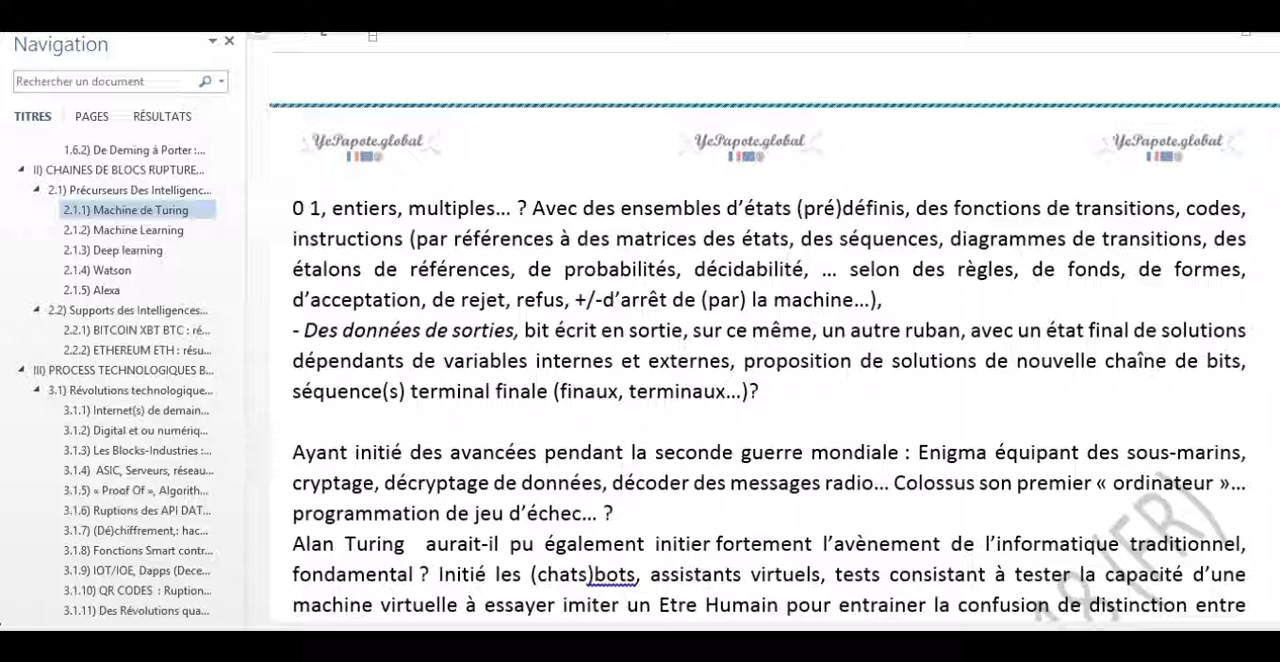 Navigation
Rechercher un document
TITRES PAGES RÉSULTATS
1.6.2) De Deming à Porter :...
II) CHAINES DE BLOCS RUPTURE...
2.1) Précurseurs Des Intelligenc...
2.1.1) Machine de Turing
2.1.2) Machine Learning
2.1.3) Deep learning
2.1.4) Watson
2.1.5) Alexa
2.2) Supports des Intelligences...
2.2.1) BITCOIN XBT BTC : ré...
2.2.2) ETHEREUM ETH : résu...
III) PROCESS TECHNOLOGIQUES B...
3.1) Révolutions technologique...
3.1.1) Internet(s) de demain...
3.1.2) Digital et ou numériq...
3.1.3) Les Blocks-Industries :...
3.1.4) ASIC, Serveurs, réseau...
3.1.5) « Proof Of », Algorith...
3.1.6) Ruptions des API DAT...
3.1.7) (Dé)chiffrement,: hac...
3.1.8) Fonctions Smart contr...
3.1.9) IOT/IOE, Dapps (Dece...
3.1.10) QR CODES : Ruption...
3.1.11) Des Révolutions qua...
YePapote.global YePapote.global YePapote.global
0 1, entiers, multiples... ? Avec des ensembles d’états (pré)définis, des fonctions de transitions, codes,
instructions (par références à des matrices des états, des séquences, diagrammes de transitions, des
étalons de références, de probabilités, décidabilité, ... selon des règles, de fonds, de formes,
d’acceptation, de rejet, refus, +/-d’arrêt de (par) la machine...),
- Des données de sorties, bit écrit en sortie, sur ce même, un autre ruban, avec un état final de solutions
dépendants de variables internes et externes, proposition de solutions de nouvelle chaîne de bits,
séquence(s) terminal finale (finaux, terminaux...)?
Ayant initié des avancées pendant la seconde guerre mondiale : Enigma équipant des sous-marins,
cryptage, décryptage de données, décoder des messages radio... Colossus son premier « ordinateur »...
programmation de jeu d’échec... ?
Alan Turing aurait-il pu également initier fortement l’avènement de l’informatique traditionnel,
fondamental ? Initié les (chats)bots, assistants virtuels, tests consistant à tester la capacité d’une
machine virtuelle à essayer imiter un Etre Humain pour entrainer la confusion de distinction entre
18/(FR)